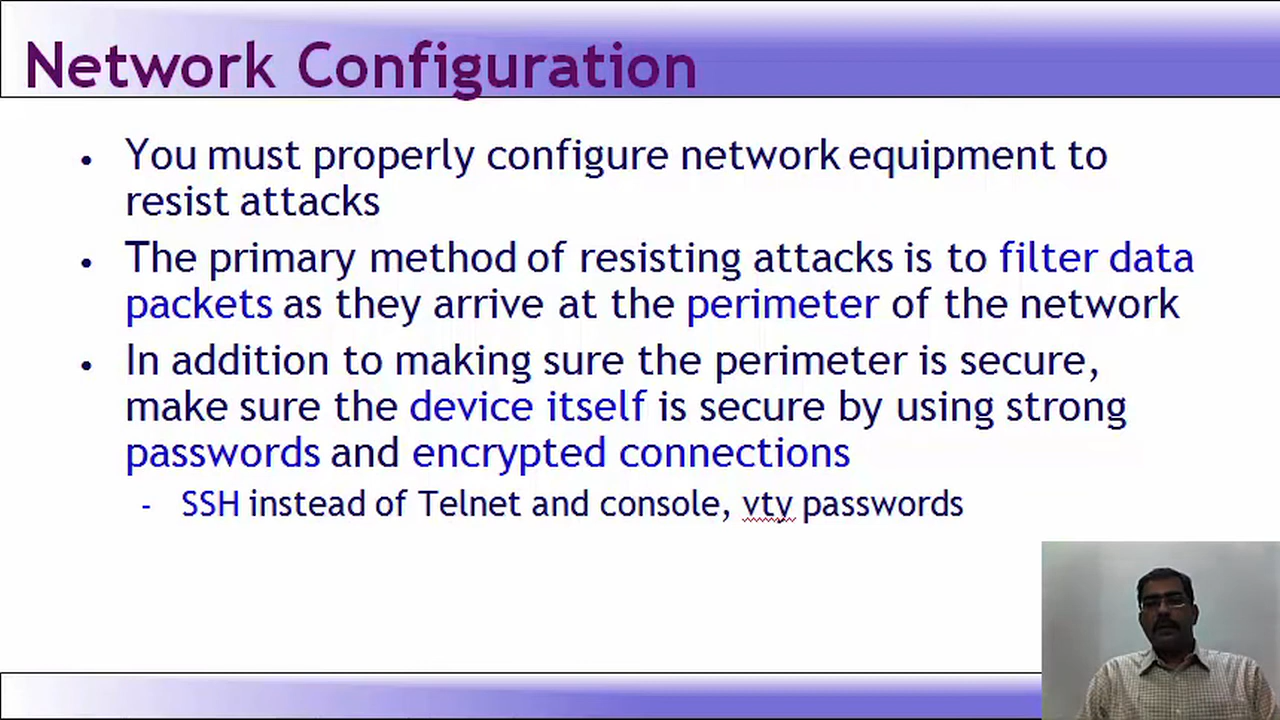 Network Configuration
• You must properly configure network equipment to
resist attacks
• The primary method of resisting attacks is to filter data
packets as they arrive at the perimeter of the network
• In addition to making sure the perimeter is secure,
make sure the device itself is secure by using strong
passwords and encrypted connections
- SSH instead of Telnet and console, vty passwords